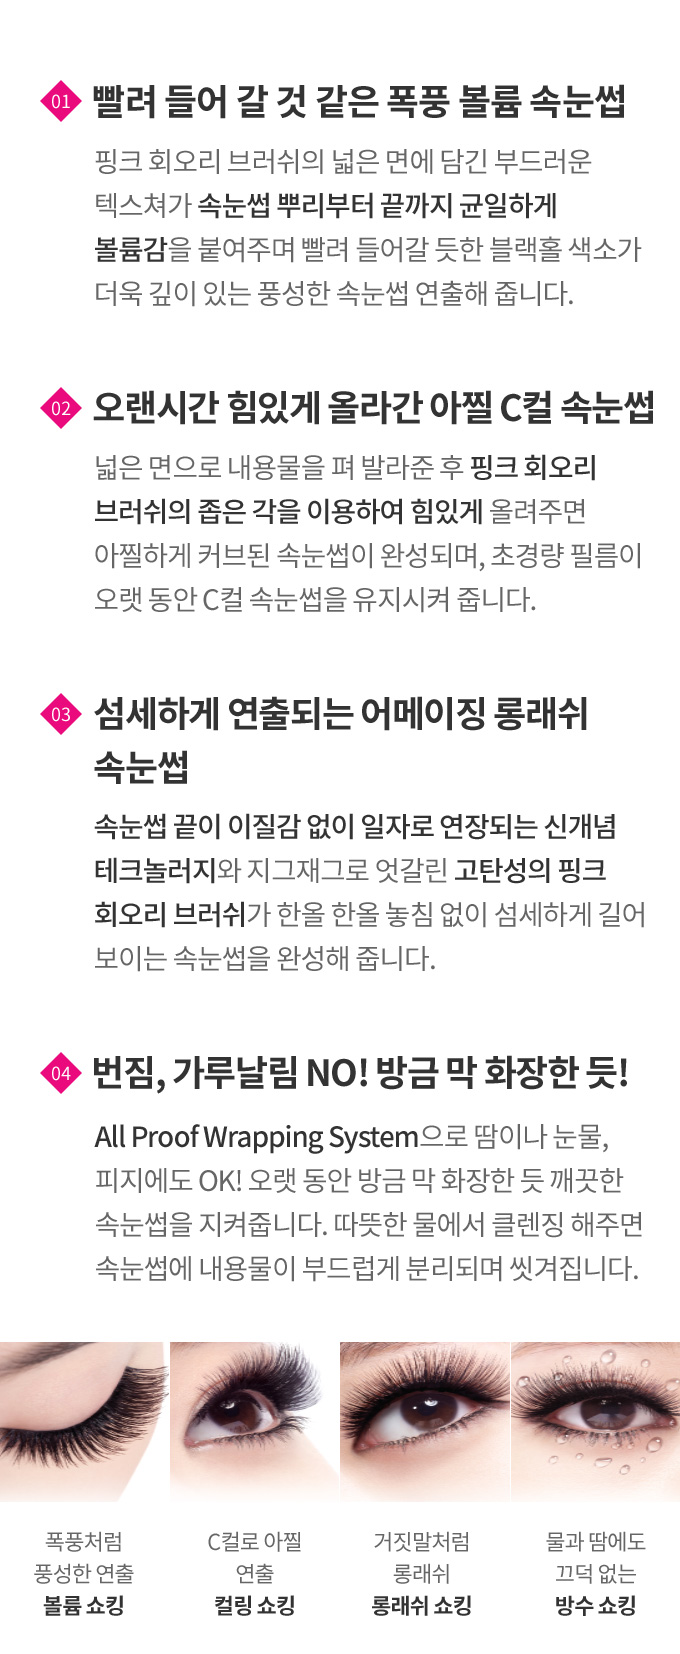 01 빨려 들어 갈 것 같은 폭풍 볼륨 속눈썹
핑크 회오리 브러쉬의 넓은 면에 담긴 부드러운
텍스쳐가 속눈썹 뿌리부터 끝까지 균일하게
볼륨감을 붙여주며 빨려 들어갈 듯한 블랙홀 색소가
더욱 깊이 있는 풍성한 속눈썹 연출해 줍니다.
02 오랜시간 힘있게 올라간 아찔 C컬 속눈썹
넓은 면으로 내용물을 펴 발라준 후 핑크 회오리
브러쉬의 좁은 각을 이용하여 힘있게 올려주면
아찔하게 커브된 속눈썹이 완성되며, 초경량 필름이
오랫 동안 C컬 속눈썹을 유지시켜 줍니다.
03 섬세하게 연출되는 어메이징 롱래쉬
속눈썹
속눈썹 끝이 이질감 없이 일자로 연장되는 신개념
테크놀러지와 지그재그로 엇갈린 고탄성의 핑크
회오리 브러쉬가 한올 한올 놓침 없이 섬세하게 길어
보이는 속눈썹을 완성해 줍니다.
04 번짐, 가루날림 NO! 방금 막 화장한 듯!
All Proof Wrapping System으로 땀이나 눈물,
피지에도 OK! 오랫 동안 방금 막 화장한 듯 깨끗한
속눈썹을 지켜줍니다. 따뜻한 물에서 클렌징 해주면
속눈썹에 내용물이 부드럽게 분리되며 씻겨집니다.
폭풍처럼
풍성한 연출
볼륨 쇼킹
C컬로 아찔
연출
컬링 쇼킹
거짓말처럼
롱래쉬
롱래쉬 쇼킹
물과 땀에도
끄덕 없는
방수 쇼킹